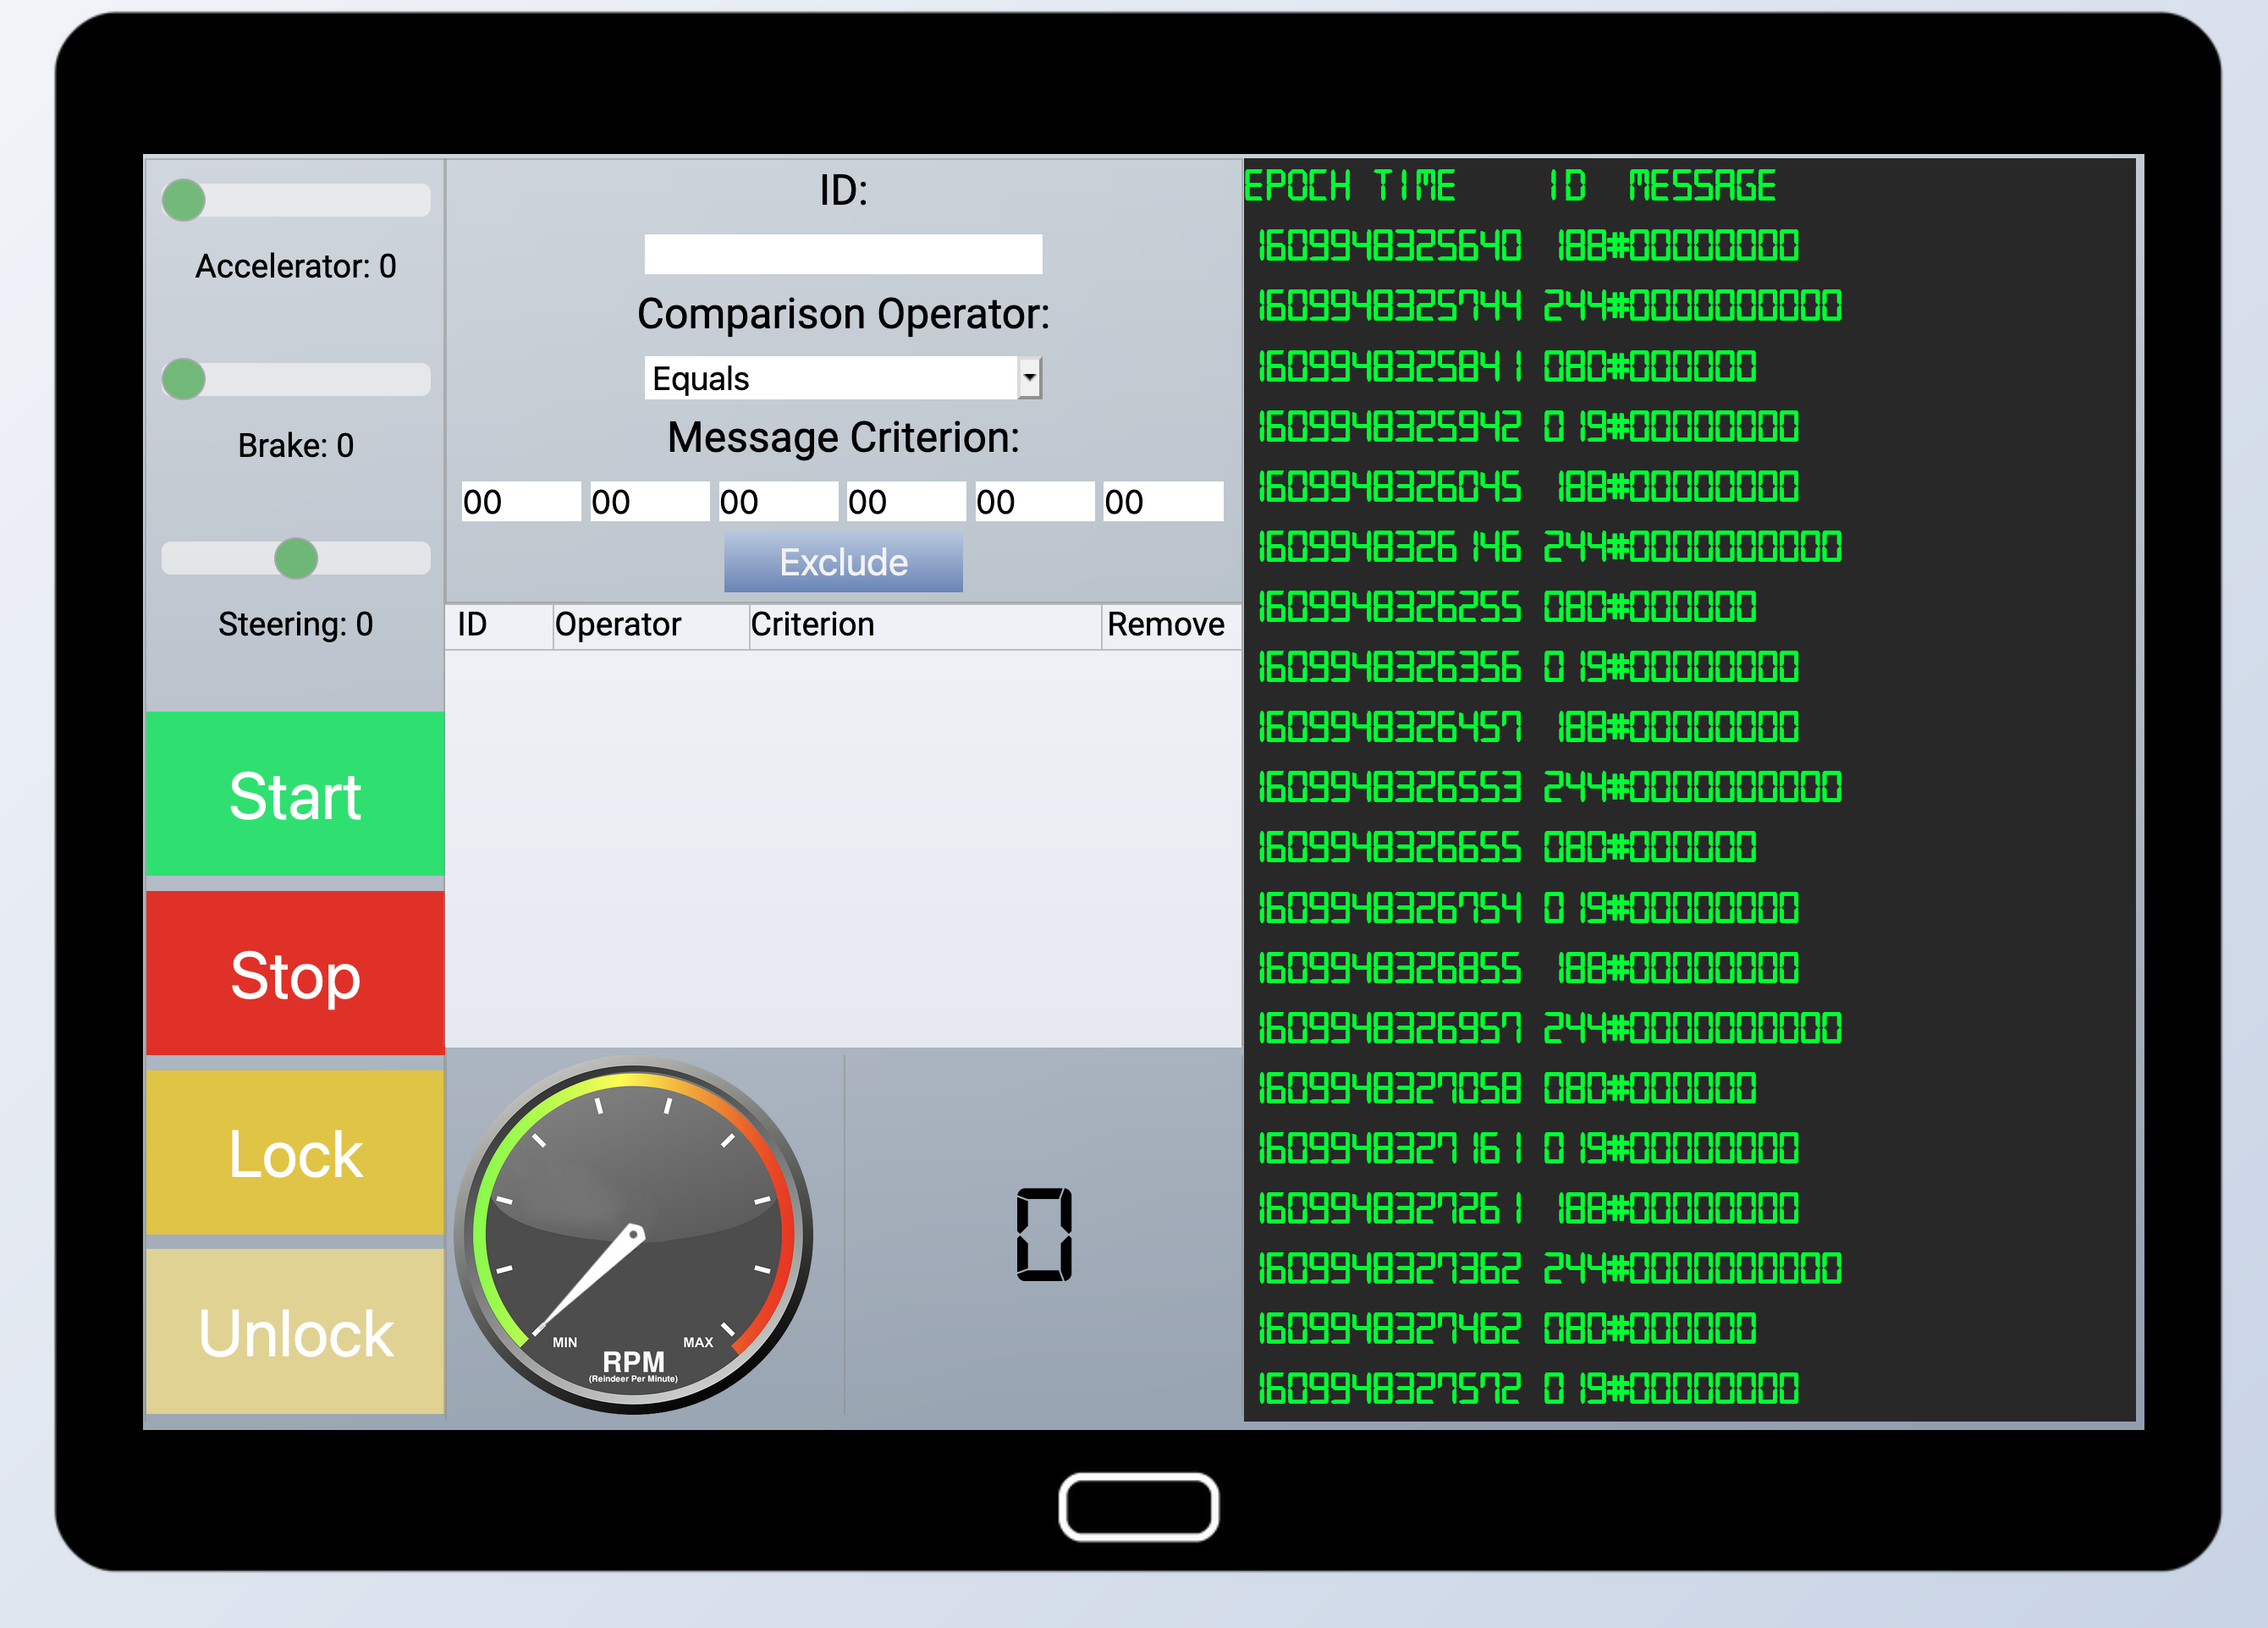 Accelerator: 0
Brake: 0
Steering: 0
Start
Stop
Lock
Unlock
ID:
Comparison Operator:
Equals
Message Criterion:
00 00 00 00 00 00
Exclude
ID Operator Criterion Remove
MIN MAX
RPM
(Reindeer Per Minute)
0
EPOCH TIME ID MESSAGE
1609948325640 188#00000000
1609948325744 244#0000000000
1609948325841 080#000000
1609948325942 019#00000000
1609948326045 188#00000000
1609948326146 244#0000000000
1609948326255 080#000000
1609948326356 019#00000000
1609948326457 188#00000000
1609948326553 244#0000000000
1609948326655 080#000000
1609948326754 019#00000000
1609948326855 188#00000000
1609948326957 244#0000000000
1609948327058 080#000000
1609948327161 019#00000000
1609948327261 188#00000000
1609948327362 244#0000000000
1609948327462 080#000000
1609948327572 019#00000000